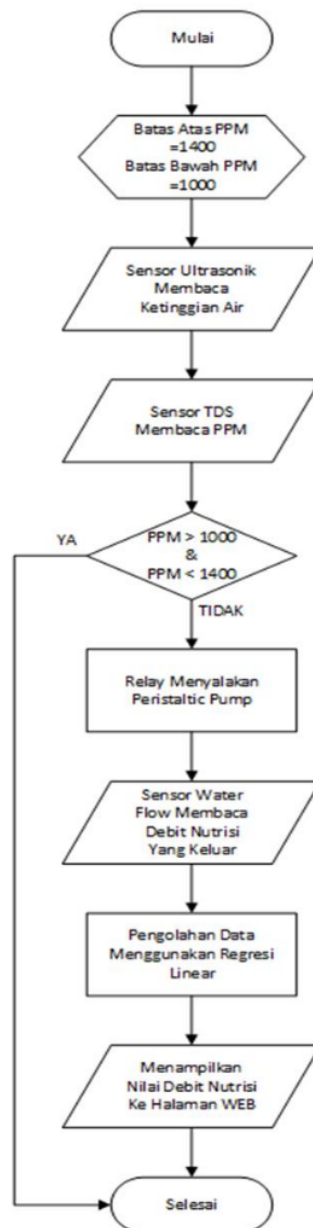 Mulai
Batas Atas PPM
=1400
Batas Bawah PPM
=1000
Sensor Ultrasonik
Membaca
Ketinggian Air
Sensor TDS
Membaca PPM
YA
PPM > 1000
&
PPM < 1400
TIDAK
Relay Menyalakan
Peristaltic Pump
Sensor Water
Flow Membaca
Debit Nutrisi
Yang Keluar
Pengolahan Data
Menggunakan Regresi
Linear
Menampilkan
Nilai Debit Nutrisi
Ke Halaman WEB
Selesai